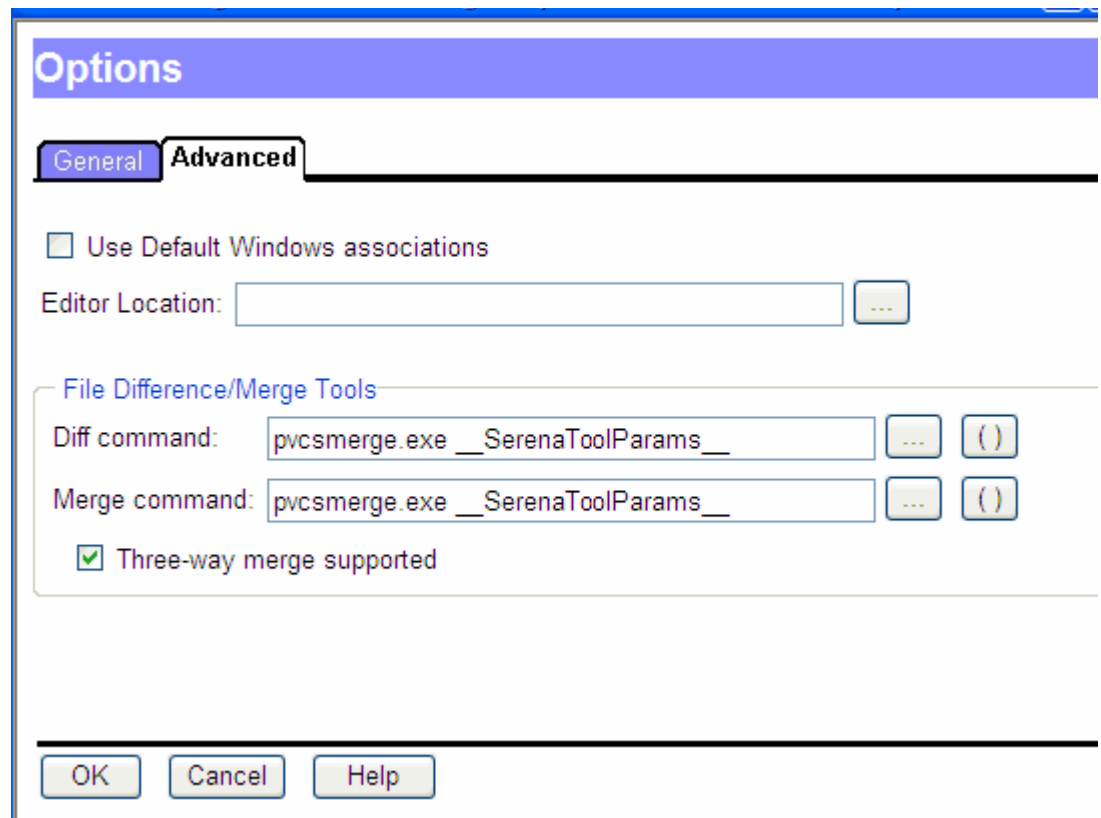 Options
General Advanced
Use Default Windows associations
Editor Location: ...
File Difference/Merge Tools
Diff command: pvcsmerge.exe __SerenaToolParams__ ... ( )
Merge command: pvcsmerge.exe __SerenaToolParams__ ... ( )
Three-way merge supported
OK Cancel Help